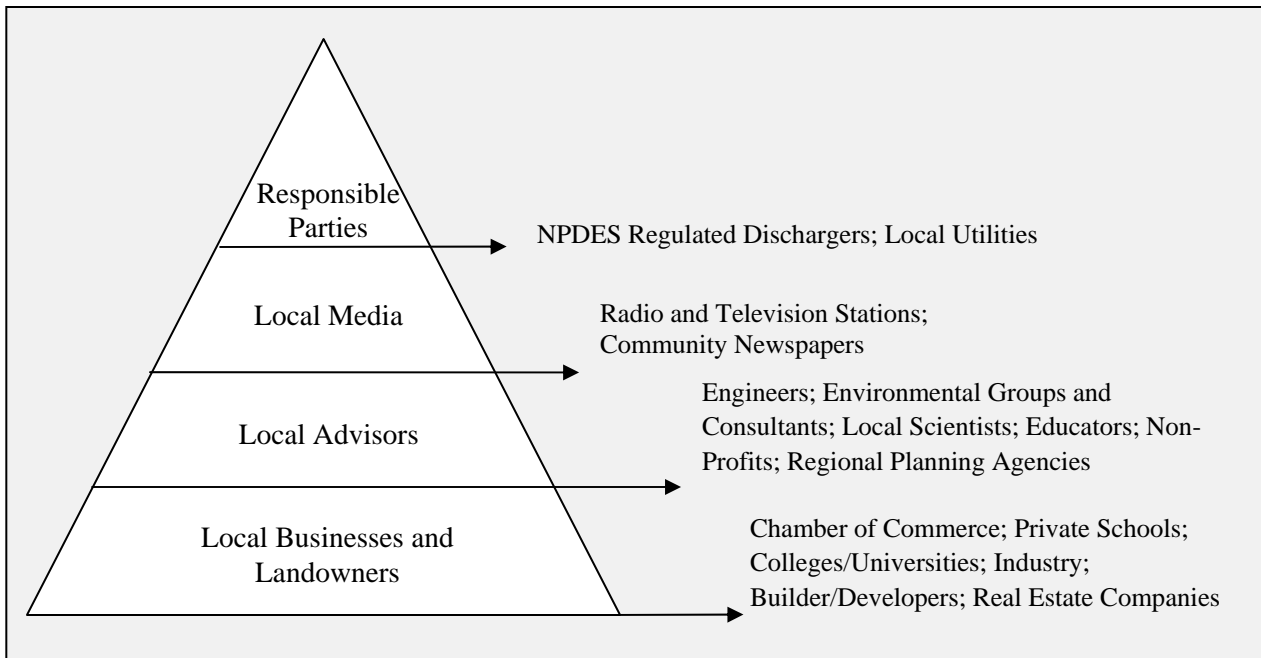 Responsible
Parties
NPDES Regulated Dischargers; Local Utilities
Local Media
Radio and Television Stations;
Community Newspapers
Local Advisors
Engineers; Environmental Groups and
Consultants; Local Scientists; Educators; Non-
Profits; Regional Planning Agencies
Local Businesses and
Landowners
Chamber of Commerce; Private Schools;
Colleges/Universities; Industry;
Builder/Developers; Real Estate Companies